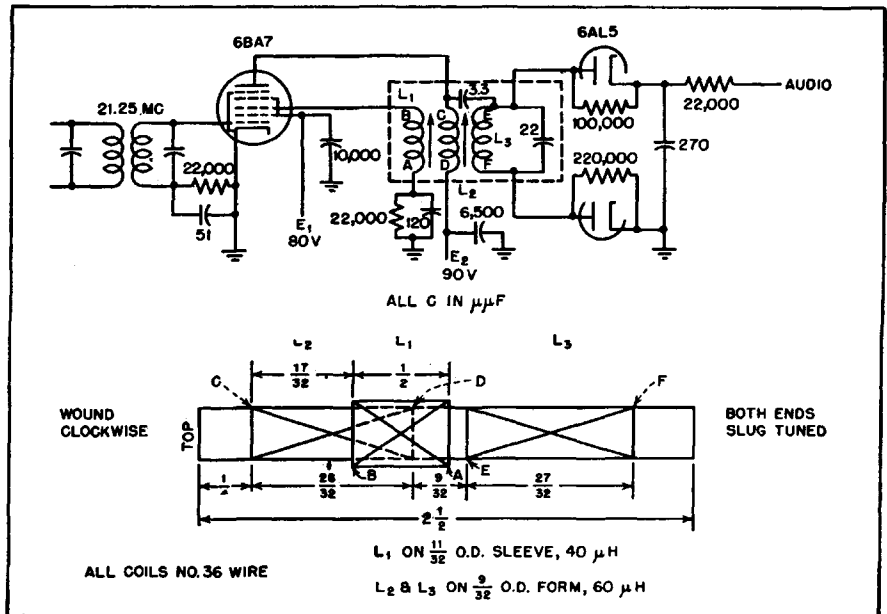 6BA7
6AL5
21.25 MC
L₁
B
C
3.3
E
L₃
22
A
D
F
L₂
22,000
51
10,000
E₁
80V
22,000
120
6,500
E₂
90V
100,000
220,000
22,000
AUDIO
270
ALL C IN μμF
L₂
L₁
L₃
17/32
1/2
C
D
F
WOUND
CLOCKWISE
TOP
BOTH ENDS
SLUG TUNED
B
A
E
26/32
9/32
27/32
2 1/2
L₁ ON 11/32 O.D. SLEEVE, 40 μH
ALL COILS NO. 36 WIRE
L₂ & L₃ ON 9/32 O.D. FORM, 60 μH